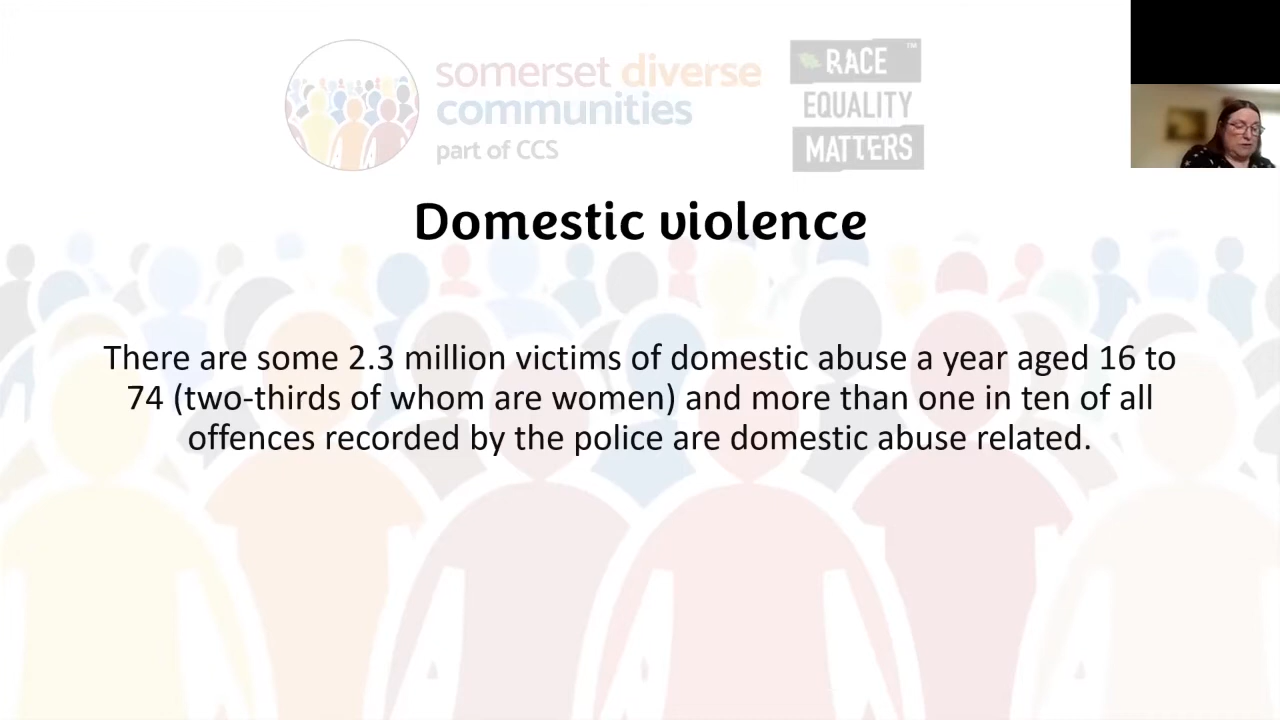 somerset diverse
communities
part of CCS
RACE™
EQUALITY
MATTERS
Domestic violence
There are some 2.3 million victims of domestic abuse a year aged 16 to
74 (two-thirds of whom are women) and more than one in ten of all
offences recorded by the police are domestic abuse related.